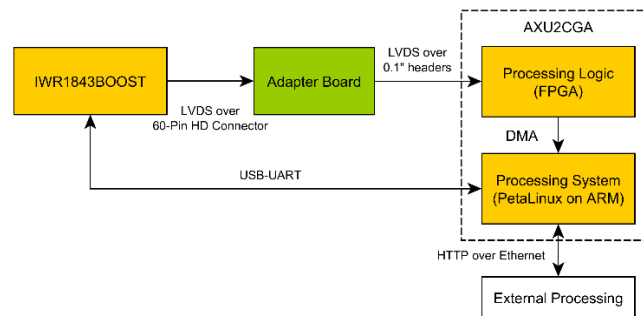 AXU2CGA
IWR1843BOOST
Adapter Board
LVDS over
0.1" headers
Processing Logic
(FPGA)
LVDS over
60-Pin HD Connector
DMA
USB-UART
Processing System
(PetaLinux on ARM)
HTTP over Ethernet
External Processing